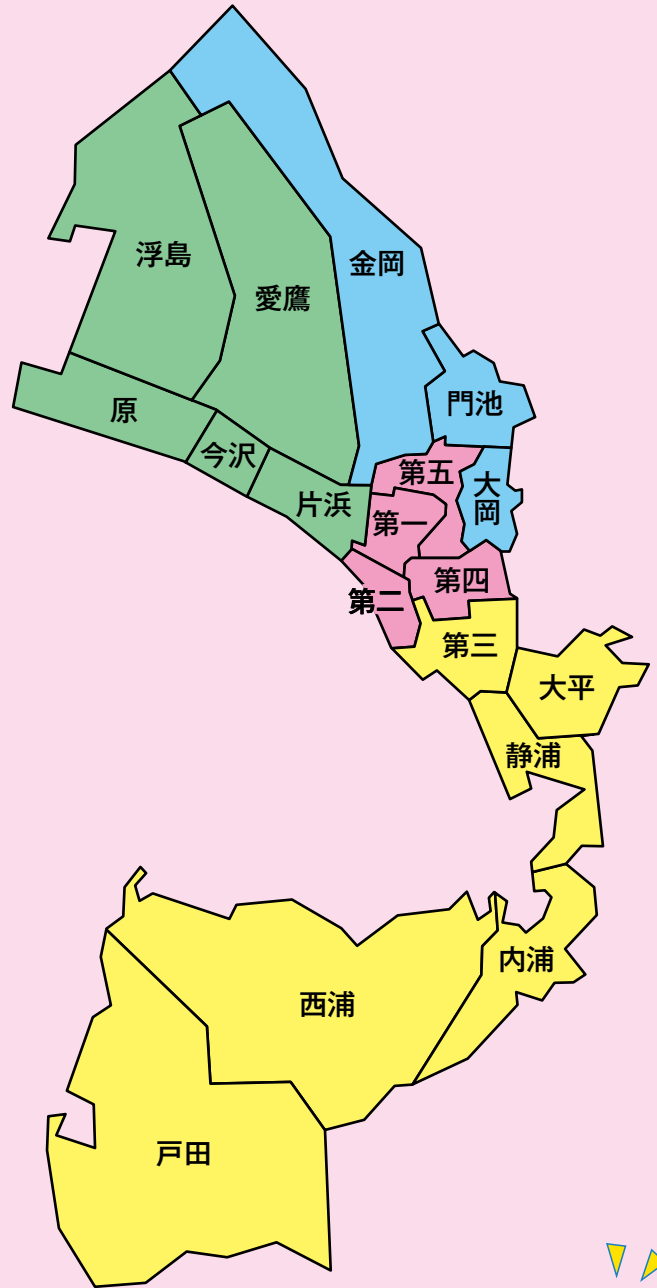 浮島
愛鷹
金岡
原
今沢
片浜
門池
第五
大岡
第一
第四
第二
第三
大平
静浦
内浦
西浦
戸田